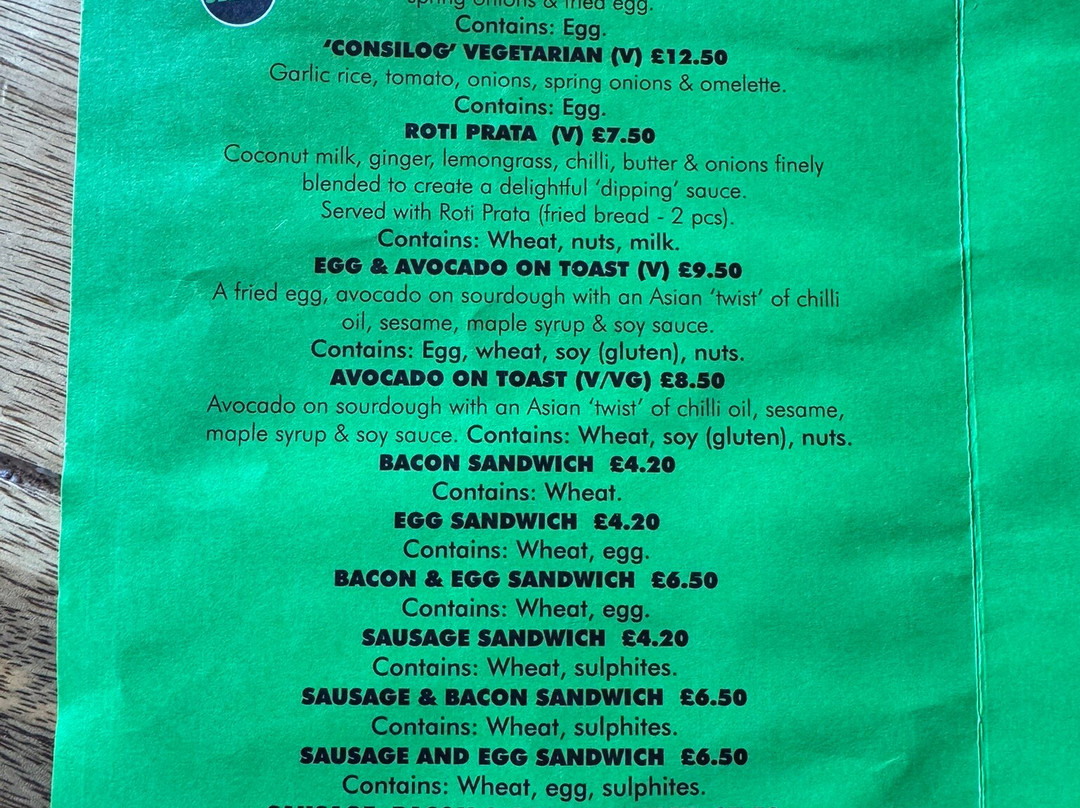 spring onions & fried egg.
Contains: Egg.
‘CONSILOG’ VEGETARIAN (V) £12.50
Garlic rice, tomato, onions, spring onions & omelette.
Contains: Egg.
ROTI PRATA (V) £7.50
Coconut milk, ginger, lemongrass, chilli, butter & onions finely
blended to create a delightful ‘dipping’ sauce.
Served with Roti Prata (fried bread - 2 pcs).
Contains: Wheat, nuts, milk.
EGG & AVOCADO ON TOAST (V) £9.50
A fried egg, avocado on sourdough with an Asian ‘twist’ of chilli
oil, sesame, maple syrup & soy sauce.
Contains: Egg, wheat, soy (gluten), nuts.
AVOCADO ON TOAST (V/VG) £8.50
Avocado on sourdough with an Asian ‘twist’ of chilli oil, sesame,
maple syrup & soy sauce. Contains: Wheat, soy (gluten), nuts.
BACON SANDWICH £4.20
Contains: Wheat.
EGG SANDWICH £4.20
Contains: Wheat, egg.
BACON & EGG SANDWICH £6.50
Contains: Wheat, egg.
SAUSAGE SANDWICH £4.20
Contains: Wheat, sulphites.
SAUSAGE & BACON SANDWICH £6.50
Contains: Wheat, sulphites.
SAUSAGE AND EGG SANDWICH £6.50
Contains: Wheat, egg, sulphites.